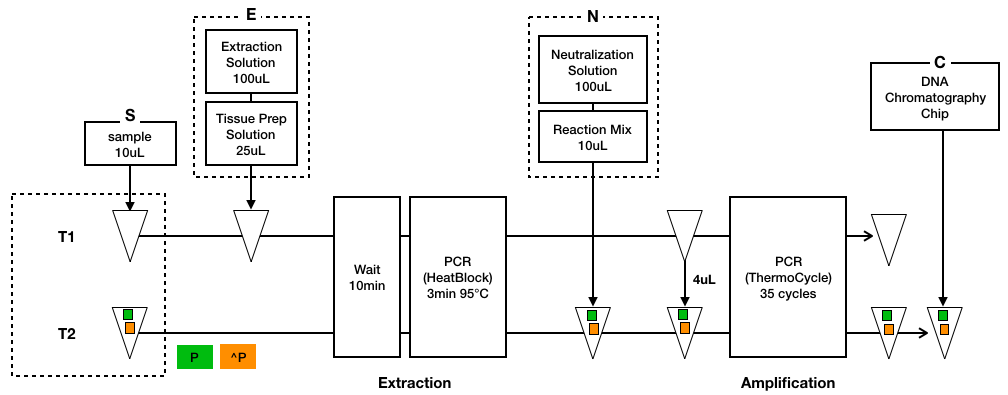 E
Extraction
Solution
100uL
Tissue Prep
Solution
25uL
N
Neutralization
Solution
100uL
Reaction Mix
10uL
C
DNA
Chromatography
Chip
S
sample
10uL
T1
T2
P
^P
Wait
10min
PCR
(HeatBlock)
3min 95°C
4uL
PCR
(ThermoCycle)
35 cycles
Extraction
Amplification